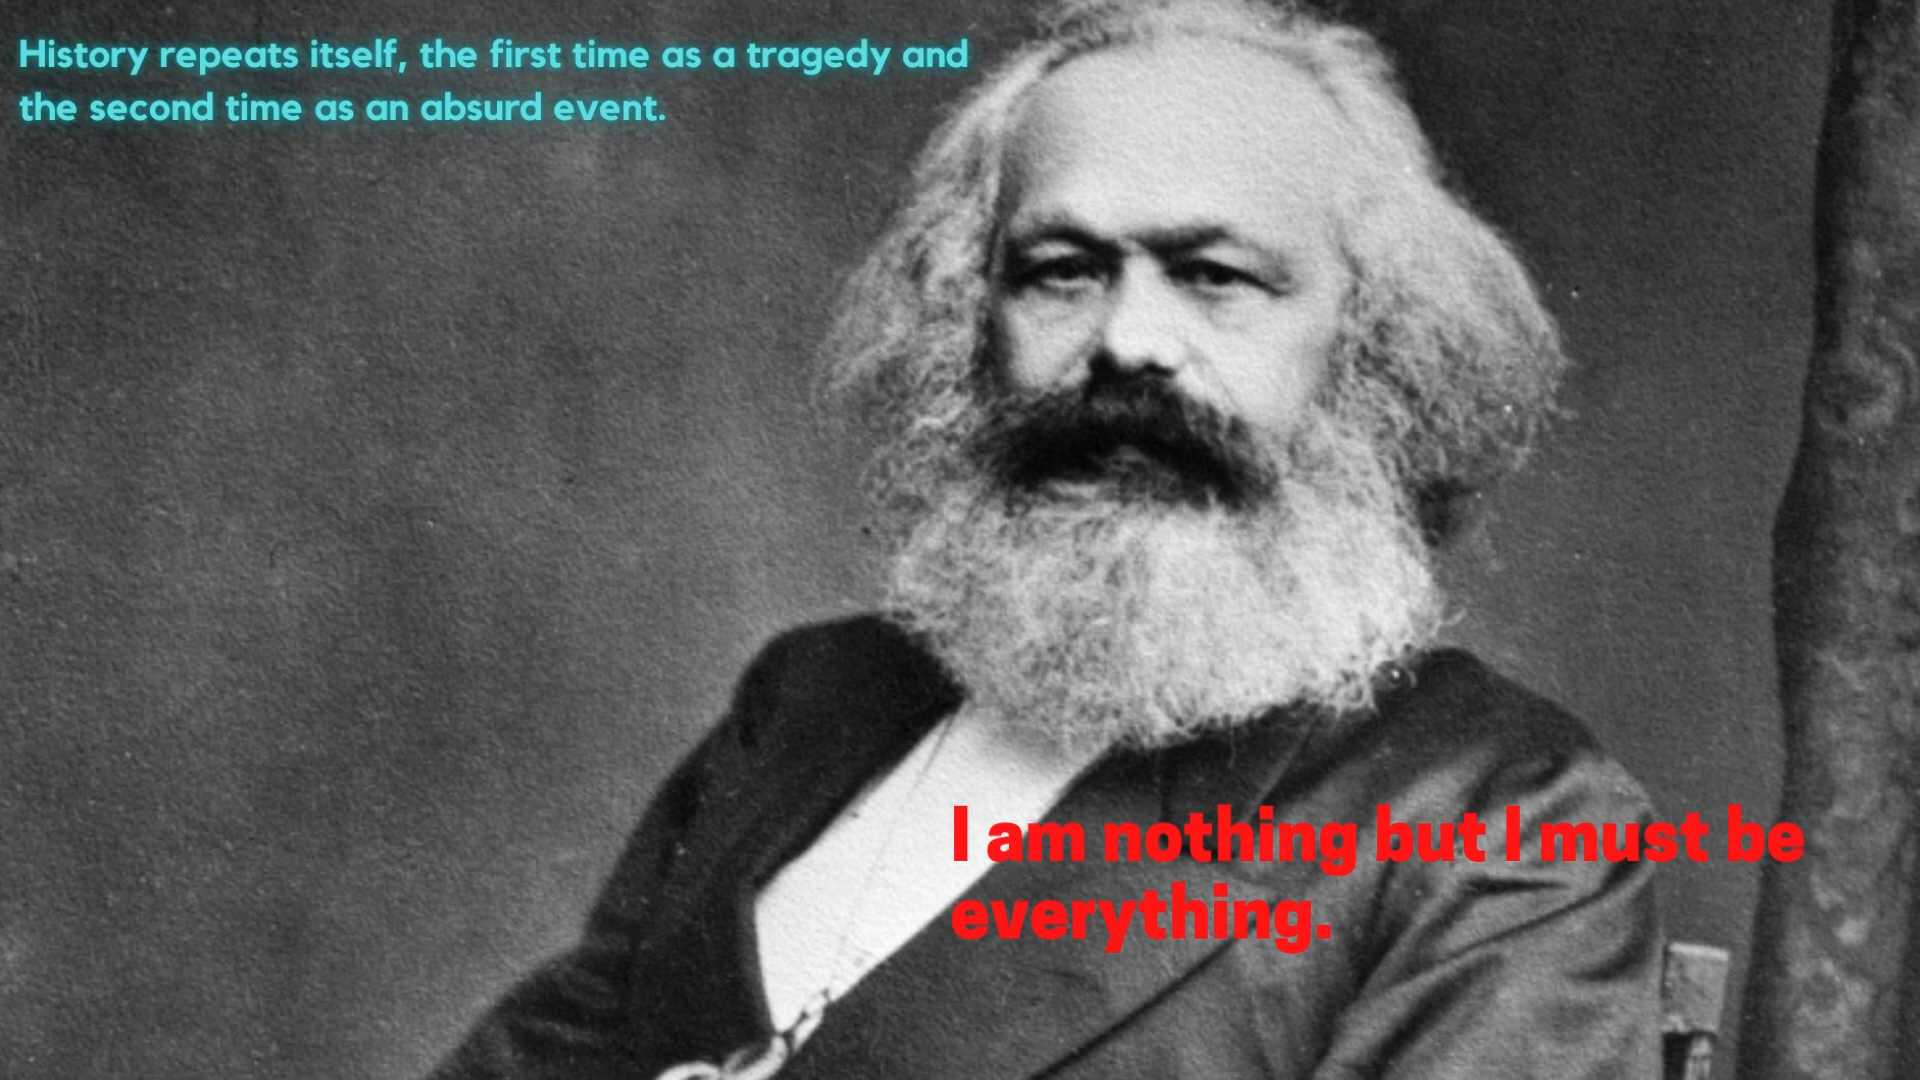 History repeats itself, the first time as a tragedy and
the second time as an absurd event.
I am nothing but I must be
everything.